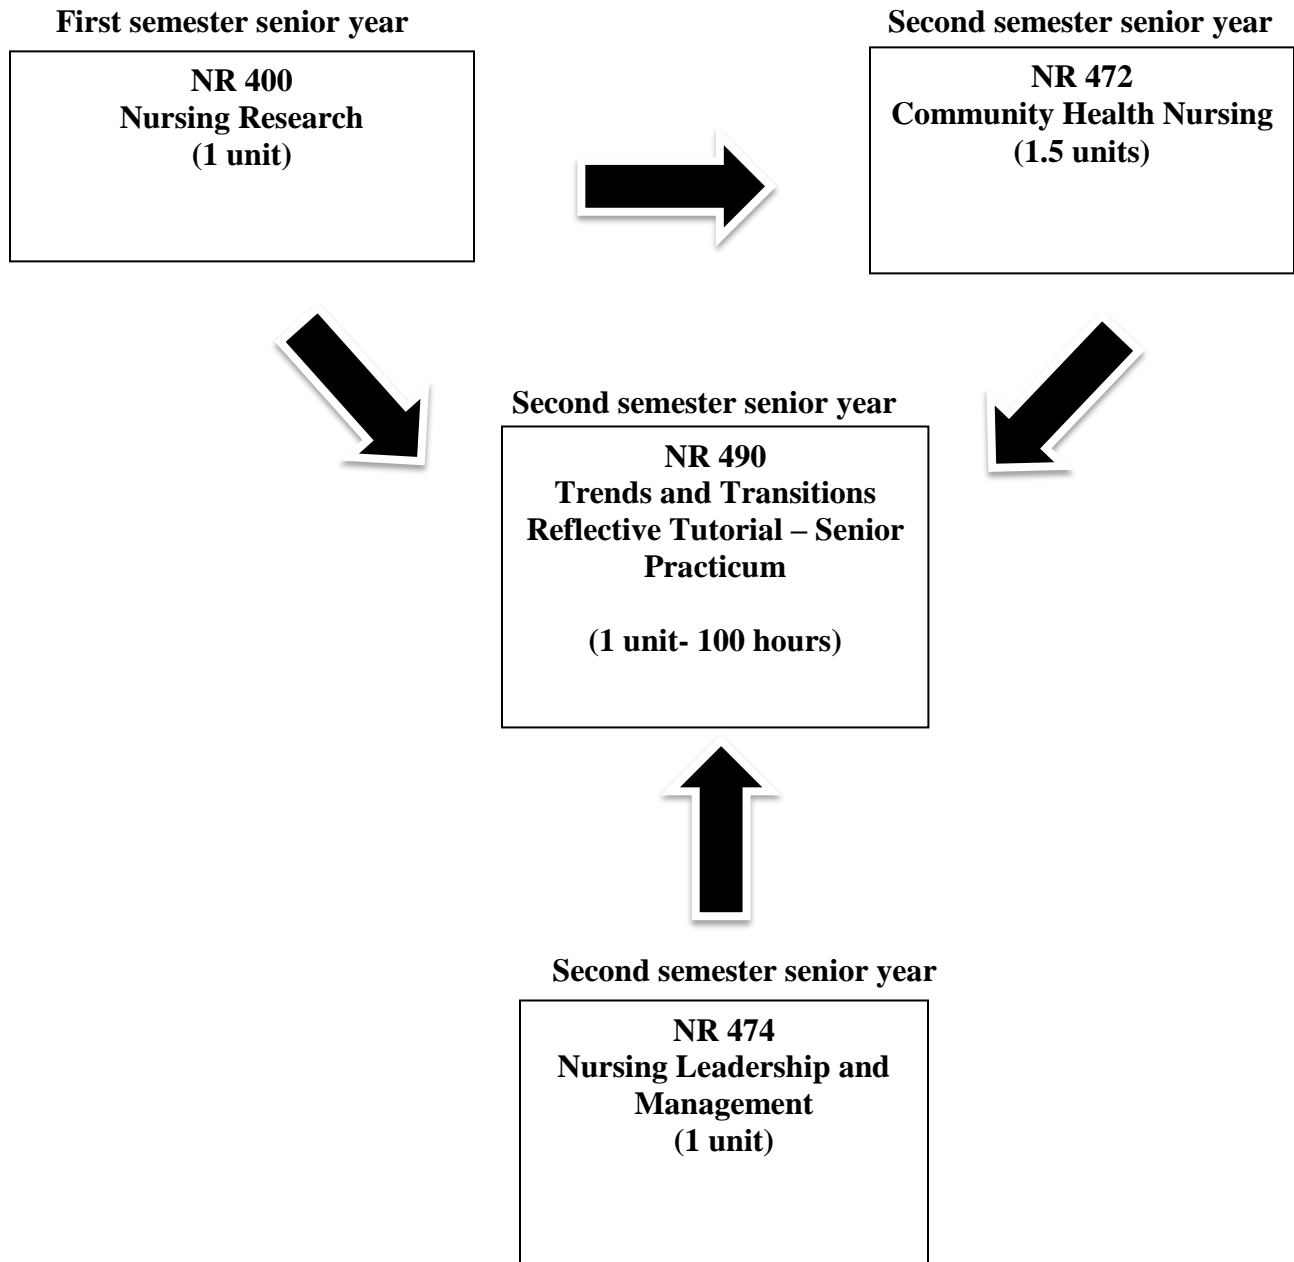 First semester senior year
NR 400
Nursing Research
(1 unit)
Second semester senior year
NR 472
Community Health Nursing
(1.5 units)
Second semester senior year
NR 490
Trends and Transitions
Reflective Tutorial – Senior
Practicum
(1 unit- 100 hours)
Second semester senior year
NR 474
Nursing Leadership and
Management
(1 unit)